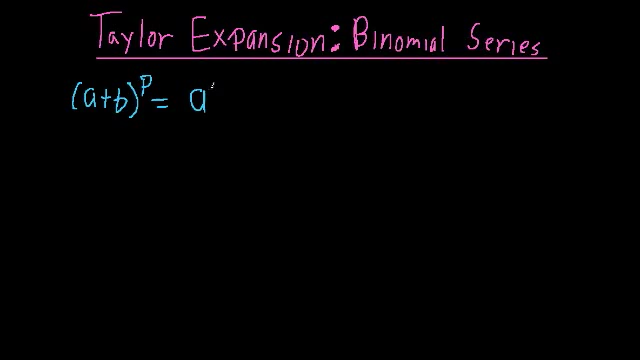 Taylor Expansion: Binomial Series
(a+b)^p = a